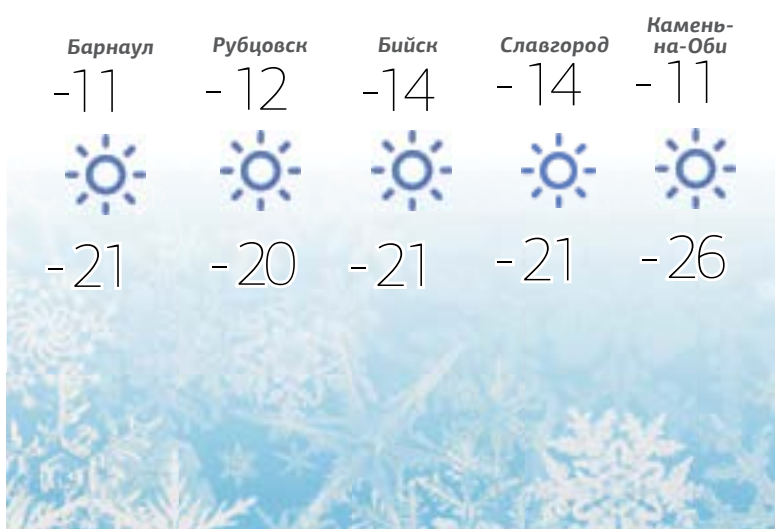 Барнаул Рубцовск Бийск Славгород Камень-
на-Оби
-11 - 12 -14 - 14 - 11
- 21 - 20 - 21 - 21 - 26